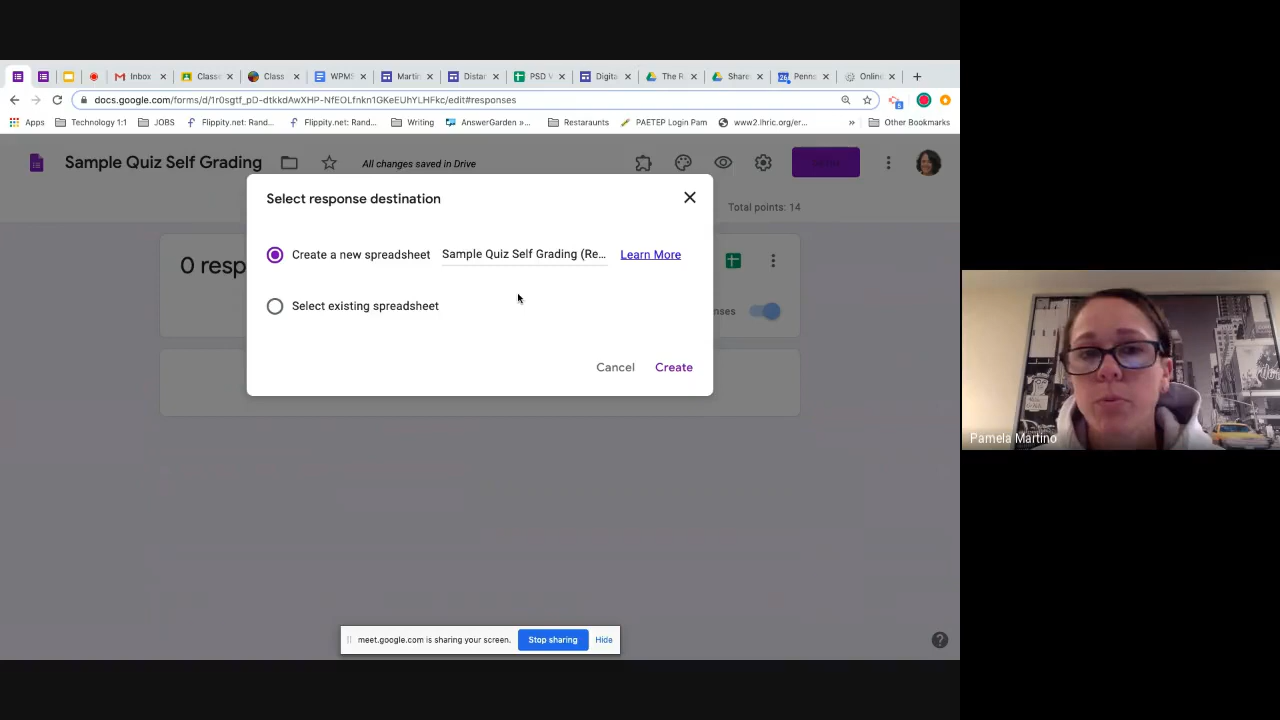 Inbox
Classc
Class
WPMS
Martin
Distar
PSD V
Digita
The R
Share
Penns
Online
docs.google.com/forms/d/1r0sgtf_pD-dtkkdAwXHP-NfEOLfnkn1GKeEUhYLHFkc/edit#responses
Apps
Technology 1:1
JOBS
Flippity.net: Rand...
Flippity.net: Rand...
Writing
AnswerGarden »...
Restaraunts
PAETEP Login Pam
www2.lhric.org/er...
»
Other Bookmarks
Sample Quiz Self Grading
All changes saved in Drive
Total points: 14
Select response destination
0 resp
Create a new spreadsheet
Sample Quiz Self Grading (Re...
Learn More
Select existing spreadsheet
nses
Cancel
Create
Pamela Martino
meet.google.com is sharing your screen.
Stop sharing
Hide